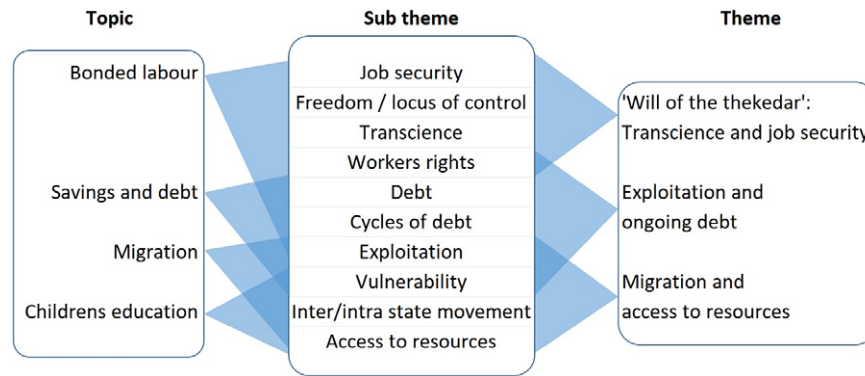 Topic
Sub theme
Theme
Bonded labour
Savings and debt
Migration
Childrens education
Job security
Freedom / locus of control
Transcience
Workers rights
Debt
Cycles of debt
Exploitation
Vulnerability
Inter/intra state movement
Access to resources
'Will of the thekedar':
Transcience and job security
Exploitation and
ongoing debt
Migration and
access to resources